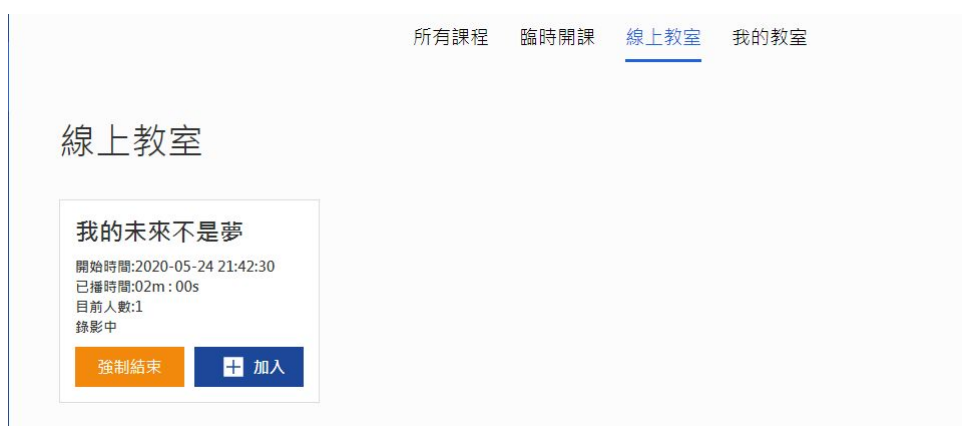 所有課程 臨時開課 線上教室 我的教室
線上教室
我的未來不是夢
開始時間:2020-05-24 21:42:30
已播時間:02m : 00s
目前人數:1
錄影中
強制結束 加入